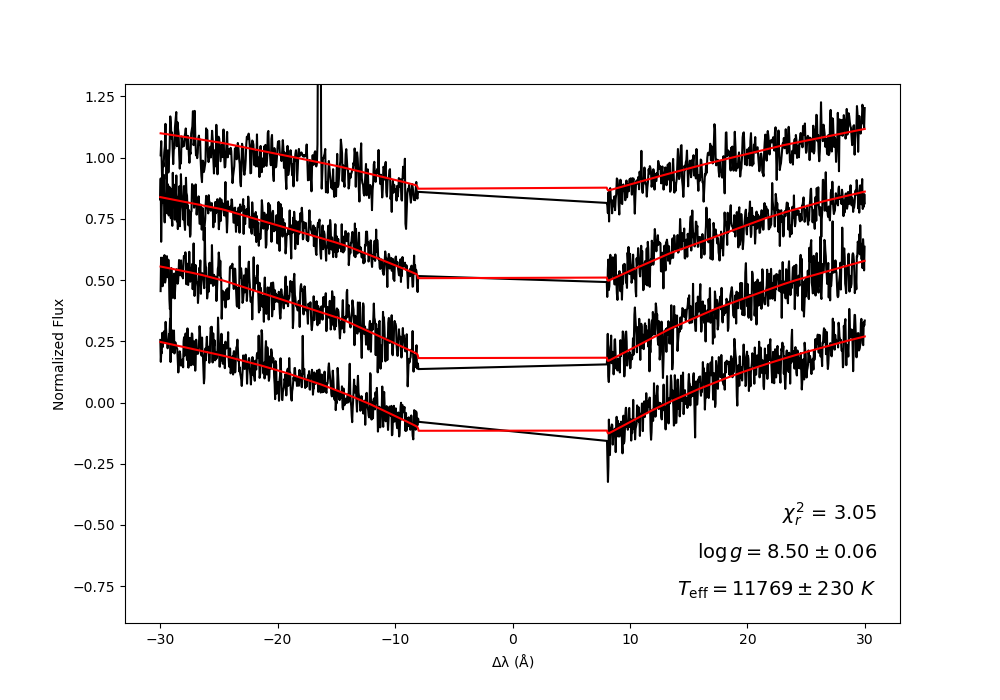 1.25
1.00
0.75
0.50
0.25
0.00
−0.25
−0.50
−0.75
Normalized Flux
χ²ᵣ = 3.05
log g = 8.50 ± 0.06
T_eff = 11769 ± 230 K
−30 −20 −10 0 10 20 30
Δλ (Å)